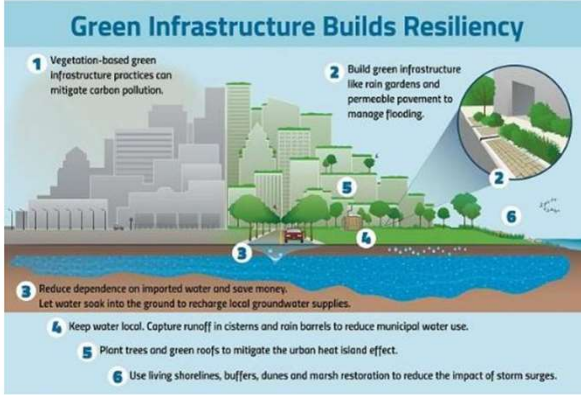 Green Infrastructure Builds Resiliency
1 Vegetation-based green
infrastructure practices can
mitigate carbon pollution.
2 Build green infrastructure
like rain gardens and
permeable pavement to
manage flooding.
2
5
6
4
3
3 Reduce dependence on imported water and save money.
Let water soak into the ground to recharge local groundwater supplies.
4 Keep water local. Capture runoff in cisterns and rain barrels to reduce municipal water use.
5 Plant trees and green roofs to mitigate the urban heat island effect.
6 Use living shorelines, buffers, dunes and marsh restoration to reduce the impact of storm surges.